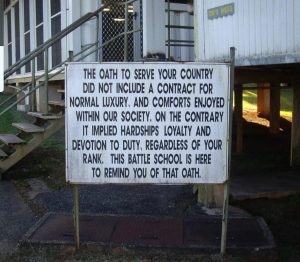 THE OATH TO SERVE YOUR COUNTRY
DID NOT INCLUDE A CONTRACT FOR
NORMAL LUXURY, AND COMFORTS ENJOYED
WITHIN OUR SOCIETY. ON THE CONTRARY
IT IMPLIED HARDSHIPS LOYALTY AND
DEVOTION TO DUTY, REGARDLESS OF YOUR
RANK. THIS BATTLE SCHOOL IS HERE
TO REMIND YOU OF THAT OATH.